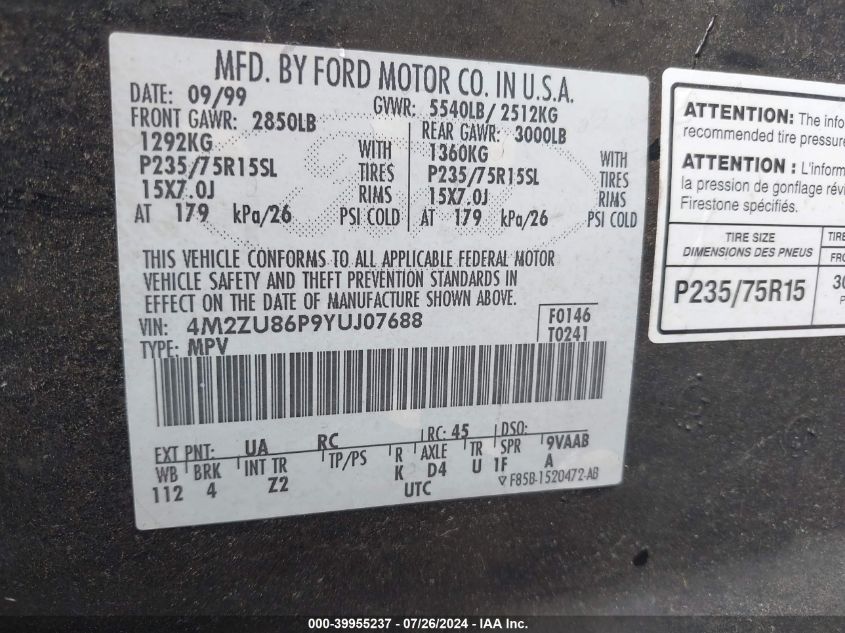 MFD. BY FORD MOTOR CO. IN U.S.A.
DATE: 09/99 GVWR: 5540LB/ 2512KG
FRONT GAWR: 2850LB REAR GAWR: 3000LB
1292KG WITH 1360KG WITH
P235/75R15SL TIRES P235/75R15SL TIRES
15X7.0J RIMS 15X7.0J RIMS
AT 179 kPa/26 PSI COLD AT 179 kPa/26 PSI COLD
THIS VEHICLE CONFORMS TO ALL APPLICABLE FEDERAL MOTOR
VEHICLE SAFETY AND THEFT PREVENTION STANDARDS IN
EFFECT ON THE DATE OF MANUFACTURE SHOWN ABOVE.
VIN: 4M2ZU86P9YUJ07688 F0146
TYPE: MPV T0241
EXT PNT: UA RC RC: 45 DSO:
WB BRK INT TR TP/PS R AXLE TR SPR 9VAAB
112 4 Z2 K D4 U 1F A
UTC ▽F85B-1520472-AB
ATTENTION: The info
recommended tire pressure
ATTENTION : L'inform
la pression de gonflage rév
Firestone spécifiés.
TIRE SIZE TIRE
DIMENSIONS DES PNEUS FRO
P235/75R15 30
P
000-39955237 - 07/26/2024 - IAA Inc.